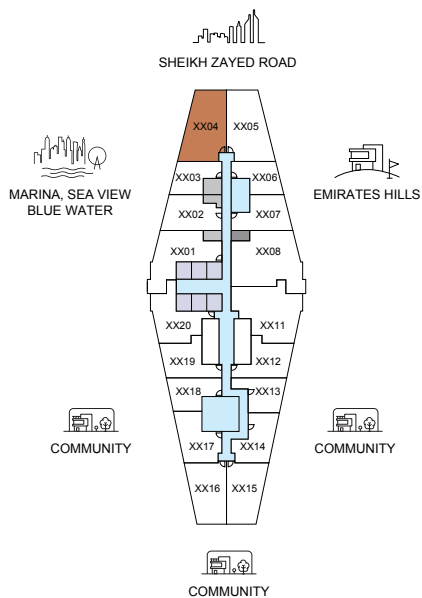 SHEIKH ZAYED ROAD
XX04
XX05
XX03
XX06
MARINA, SEA VIEW
BLUE WATER
EMIRATES HILLS
XX02
XX07
XX01
XX08
XX20
XX11
XX19
XX12
XX18
XX13
COMMUNITY
COMMUNITY
XX17
XX14
XX16
XX15
COMMUNITY